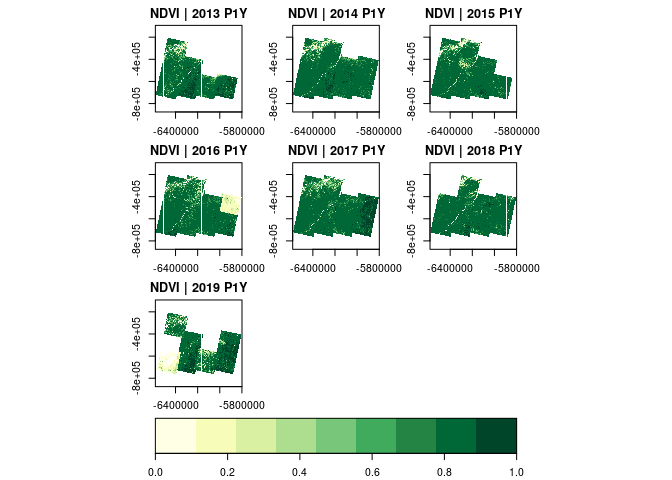 NDVI | 2013 P1Y NDVI | 2014 P1Y NDVI | 2015 P1Y
-4e+05 -4e+05 -4e+05
-8e+05 -8e+05 -8e+05
-6400000 -5800000 -6400000 -5800000 -6400000 -5800000
NDVI | 2016 P1Y NDVI | 2017 P1Y NDVI | 2018 P1Y
-4e+05 -4e+05 -4e+05
-8e+05 -8e+05 -8e+05
-6400000 -5800000 -6400000 -5800000 -6400000 -5800000
NDVI | 2019 P1Y
-4e+05
-8e+05
-6400000 -5800000
0.0 0.2 0.4 0.6 0.8 1.0